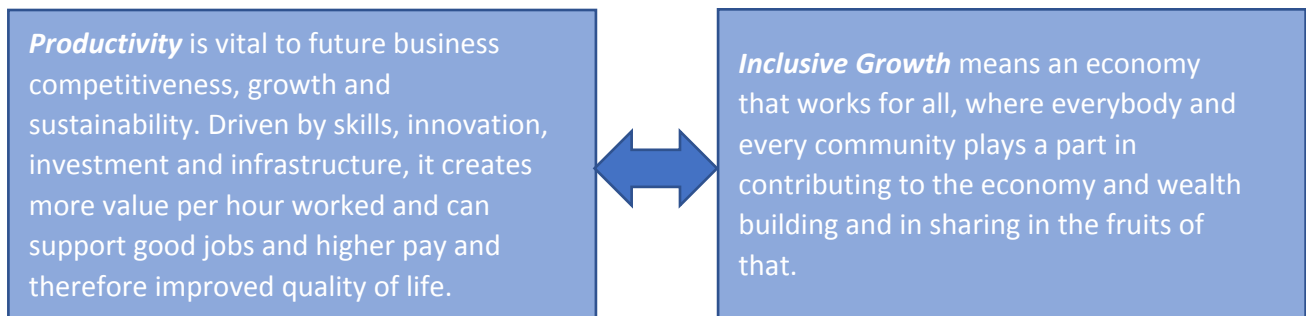 Productivity is vital to future business
competitiveness, growth and
sustainability. Driven by skills, innovation,
investment and infrastructure, it creates
more value per hour worked and can
support good jobs and higher pay and
therefore improved quality of life.
Inclusive Growth means an economy
that works for all, where everybody and
every community plays a part in
contributing to the economy and wealth
building and in sharing in the fruits of
that.